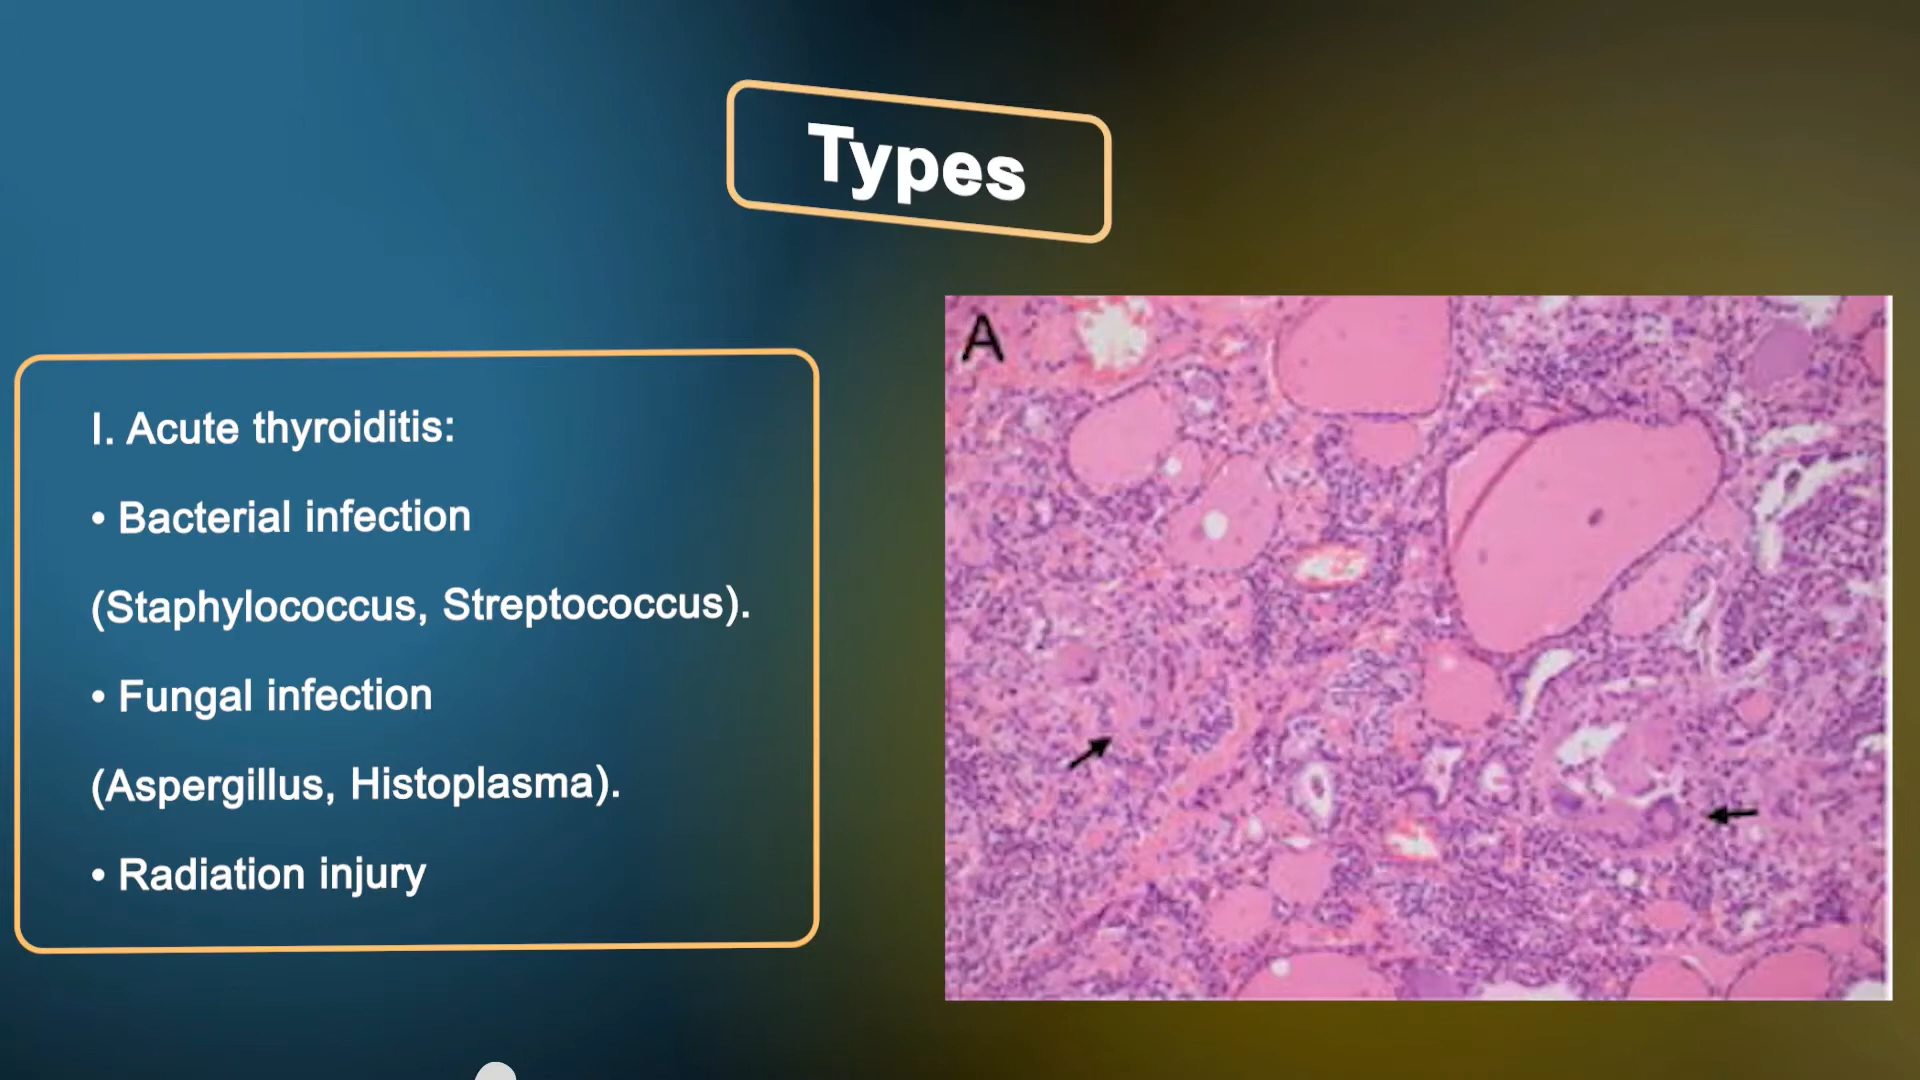 Types
I. Acute thyroiditis:
• Bacterial infection
(Staphylococcus, Streptococcus).
• Fungal infection
(Aspergillus, Histoplasma).
• Radiation injury
A